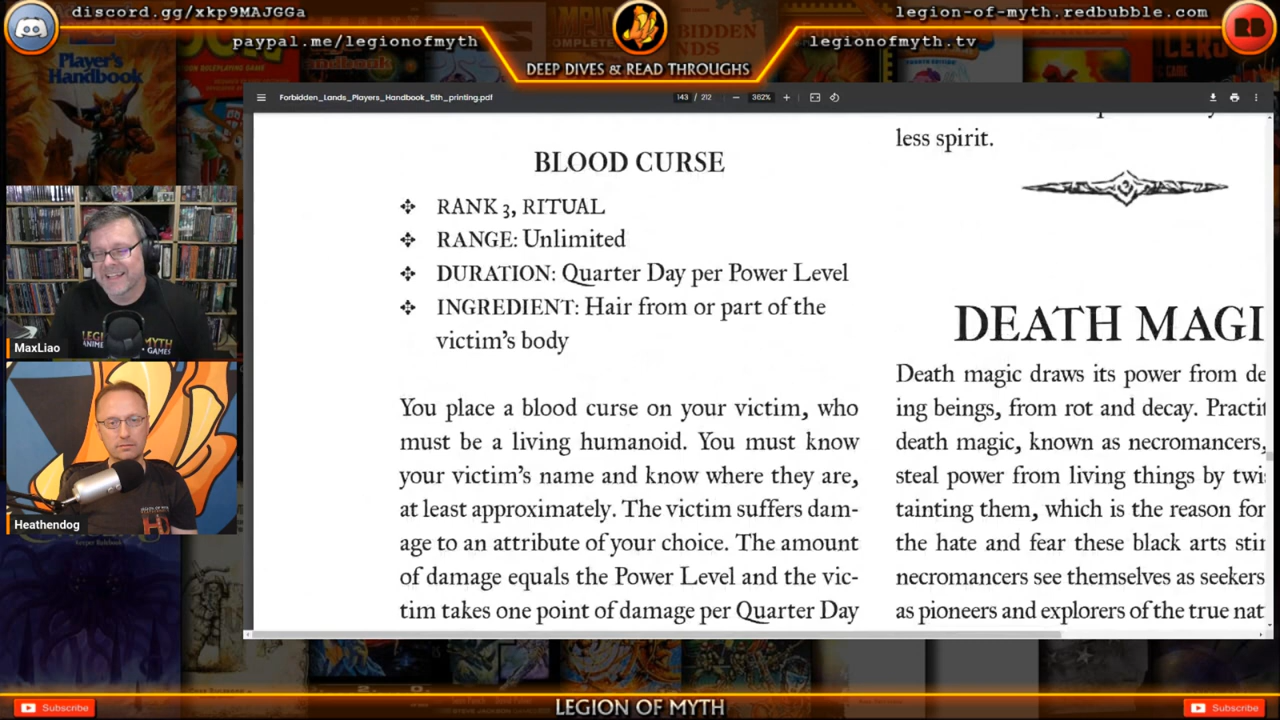 discord.gg/xkp9MAJGGa
paypal.me/legionofmyth
DEEP DIVES & READ THROUGHS
legion-of-myth.redbubble.com
legionofmyth.tv
RB
Player's
Handbook
Forbidden_Lands_Players_Handbook_5th_printing.pdf
143 / 212
362%
BLOOD CURSE
RANK 3, RITUAL
RANGE: Unlimited
DURATION: Quarter Day per Power Level
INGREDIENT: Hair from or part of the
victim's body
You place a blood curse on your victim, who
must be a living humanoid. You must know
your victim's name and know where they are,
at least approximately. The victim suffers dam-
age to an attribute of your choice. The amount
of damage equals the Power Level and the vic-
tim takes one point of damage per Quarter Day
less spirit.
DEATH MAGI
Death magic draws its power from de
ing beings, from rot and decay. Practit
death magic, known as necromancers,
steal power from living things by twi
tainting them, which is the reason for
the hate and fear these black arts stir
necromancers see themselves as seekers
as pioneers and explorers of the true nat
MaxLiao
Heathendog
Subscribe
LEGION OF MYTH
Subscribe